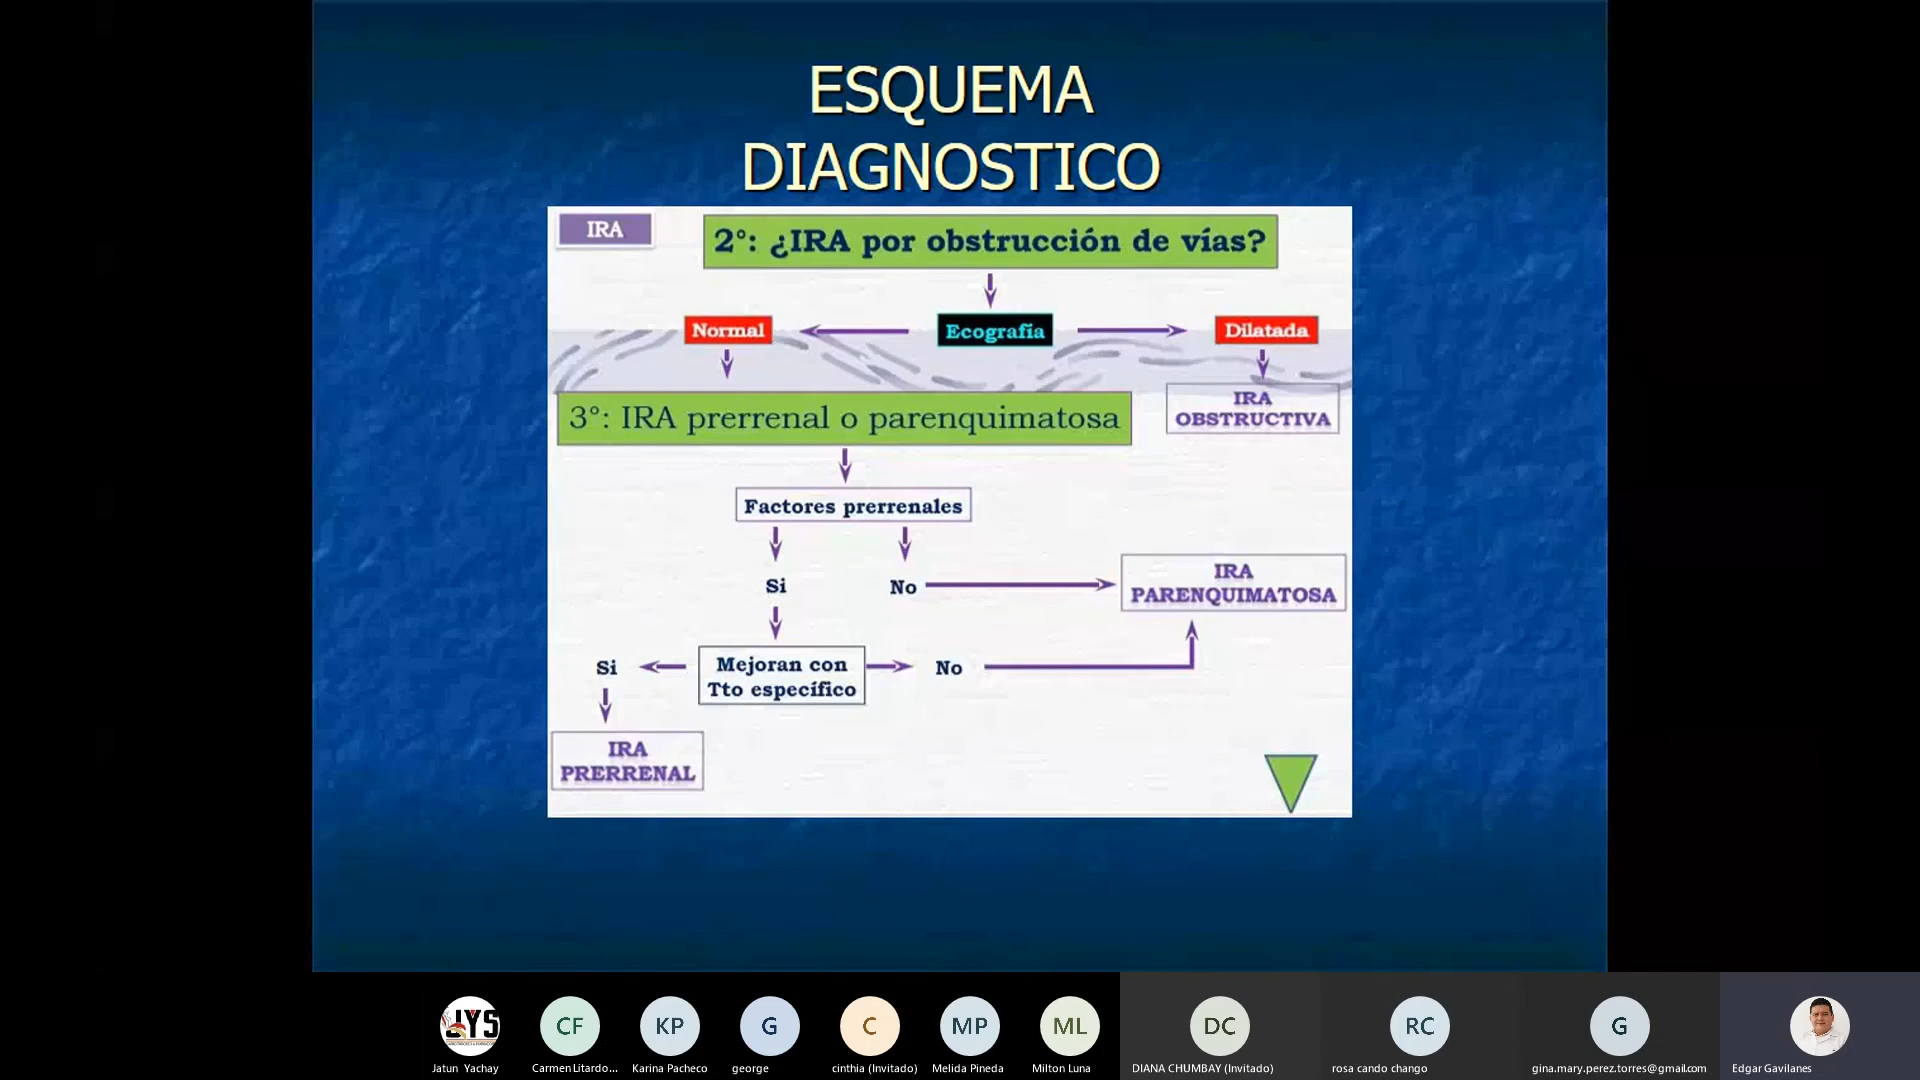 ESQUEMA
DIAGNOSTICO
IRA
2°: ¿IRA por obstrucción de vías?
Normal
Ecografía
Dilatada
IRA
OBSTRUCTIVA
3°: IRA prerrenal o parenquimatosa
Factores prerrenales
Si
No
IRA
PARENQUIMATOSA
Si
Mejoran con
Tto específico
No
IRA
PRERRENAL
JYS
CF
KP
G
C
MP
ML
DC
RC
G
Jatun Yachay
Carmen Litardo...
Karina Pacheco
george
cinthia (Invitado)
Melida Pineda
Milton Luna
DIANA CHUMBAY (Invitado)
rosa cando chango
gina.mary.perez.torres@gmail.com
Edgar Gavilanes